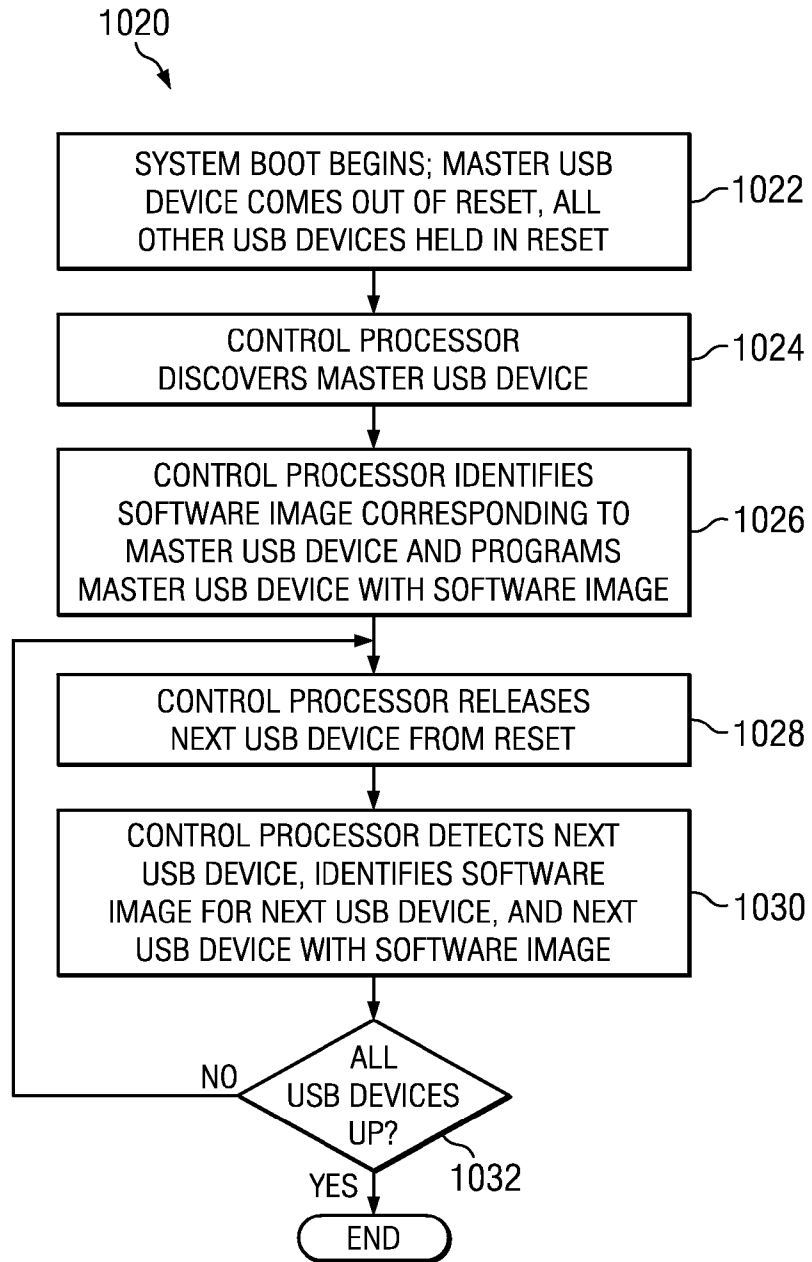 1020
SYSTEM BOOT BEGINS; MASTER USB
DEVICE COMES OUT OF RESET, ALL
OTHER USB DEVICES HELD IN RESET
1022
CONTROL PROCESSOR
DISCOVERS MASTER USB DEVICE
1024
CONTROL PROCESSOR IDENTIFIES
SOFTWARE IMAGE CORRESPONDING TO
MASTER USB DEVICE AND PROGRAMS
MASTER USB DEVICE WITH SOFTWARE IMAGE
1026
CONTROL PROCESSOR RELEASES
NEXT USB DEVICE FROM RESET
1028
CONTROL PROCESSOR DETECTS NEXT
USB DEVICE, IDENTIFIES SOFTWARE
IMAGE FOR NEXT USB DEVICE, AND NEXT
USB DEVICE WITH SOFTWARE IMAGE
1030
NO
ALL
USB DEVICES
UP?
1032
YES
END